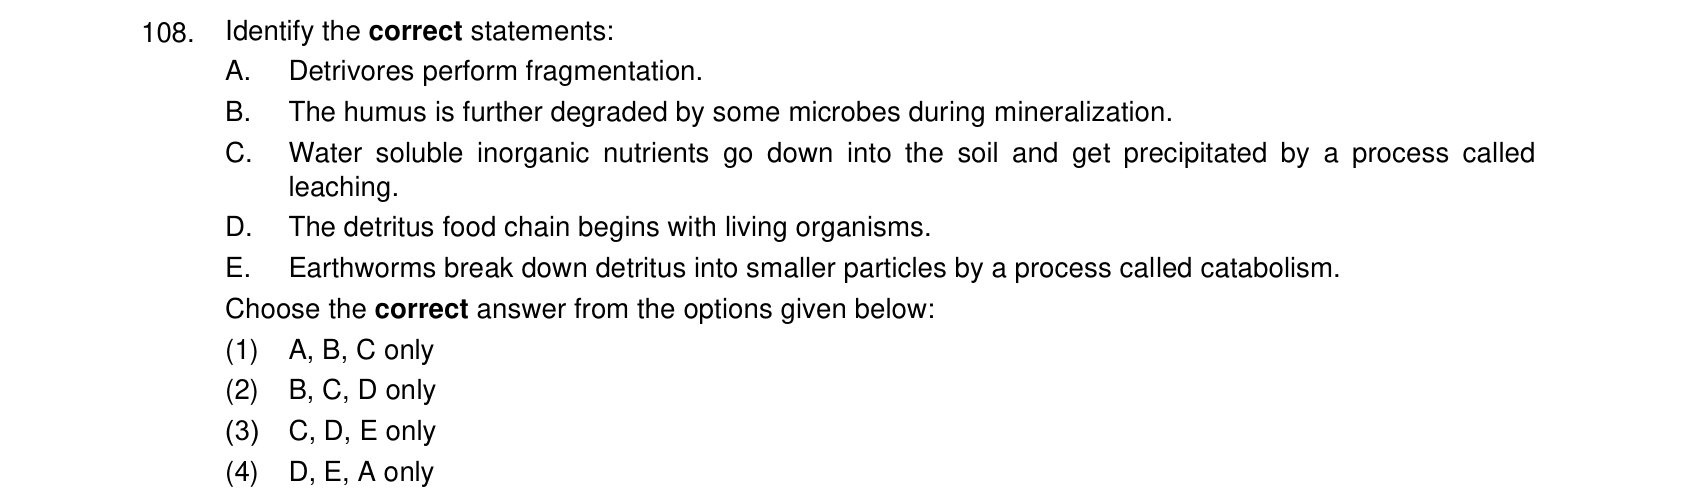 108. Identify the correct statements:
A. Detrivores perform fragmentation.
B. The humus is further degraded by some microbes during mineralization.
C. Water soluble inorganic nutrients go down into the soil and get precipitated by a process called
leaching.
D. The detritus food chain begins with living organisms.
E. Earthworms break down detritus into smaller particles by a process called catabolism.
Choose the correct answer from the options given below:
(1) A, B, C only
(2) B, C, D only
(3) C, D, E only
(4) D, E, A only